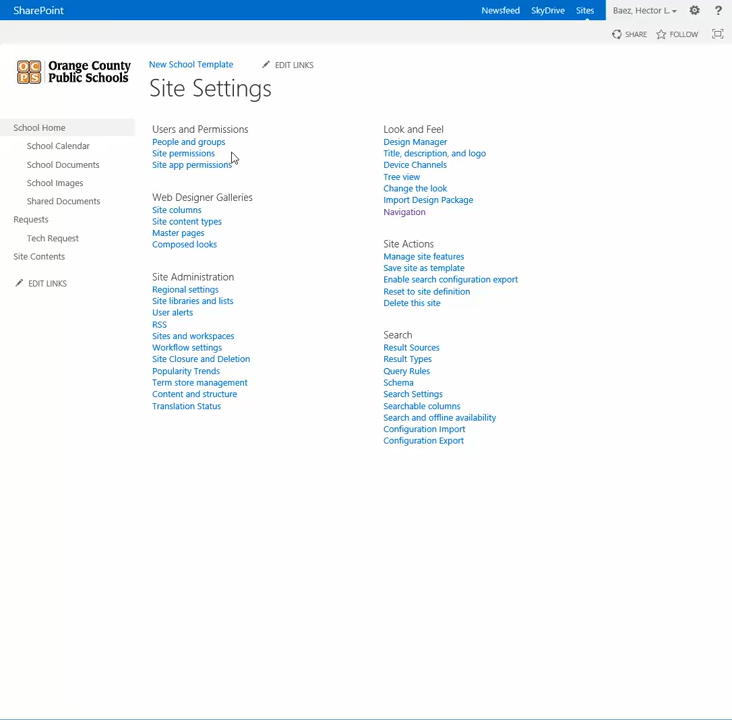 SharePoint
Newsfeed SkyDrive Sites Baez, Hector L. ?
SHARE FOLLOW
OCPS Orange County Public Schools
New School Template EDIT LINKS
Site Settings
School Home
School Calendar
School Documents
School Images
Shared Documents
Requests
Tech Request
Site Contents
EDIT LINKS
Users and Permissions
People and groups
Site permissions
Site app permissions
Web Designer Galleries
Site columns
Site content types
Master pages
Composed looks
Site Administration
Regional settings
Site libraries and lists
User alerts
RSS
Sites and workspaces
Workflow settings
Site Closure and Deletion
Popularity Trends
Term store management
Content and structure
Translation Status
Look and Feel
Design Manager
Title, description, and logo
Device Channels
Tree view
Change the look
Import Design Package
Navigation
Site Actions
Manage site features
Save site as template
Enable search configuration export
Reset to site definition
Delete this site
Search
Result Sources
Result Types
Query Rules
Schema
Search Settings
Searchable columns
Search and offline availability
Configuration Import
Configuration Export